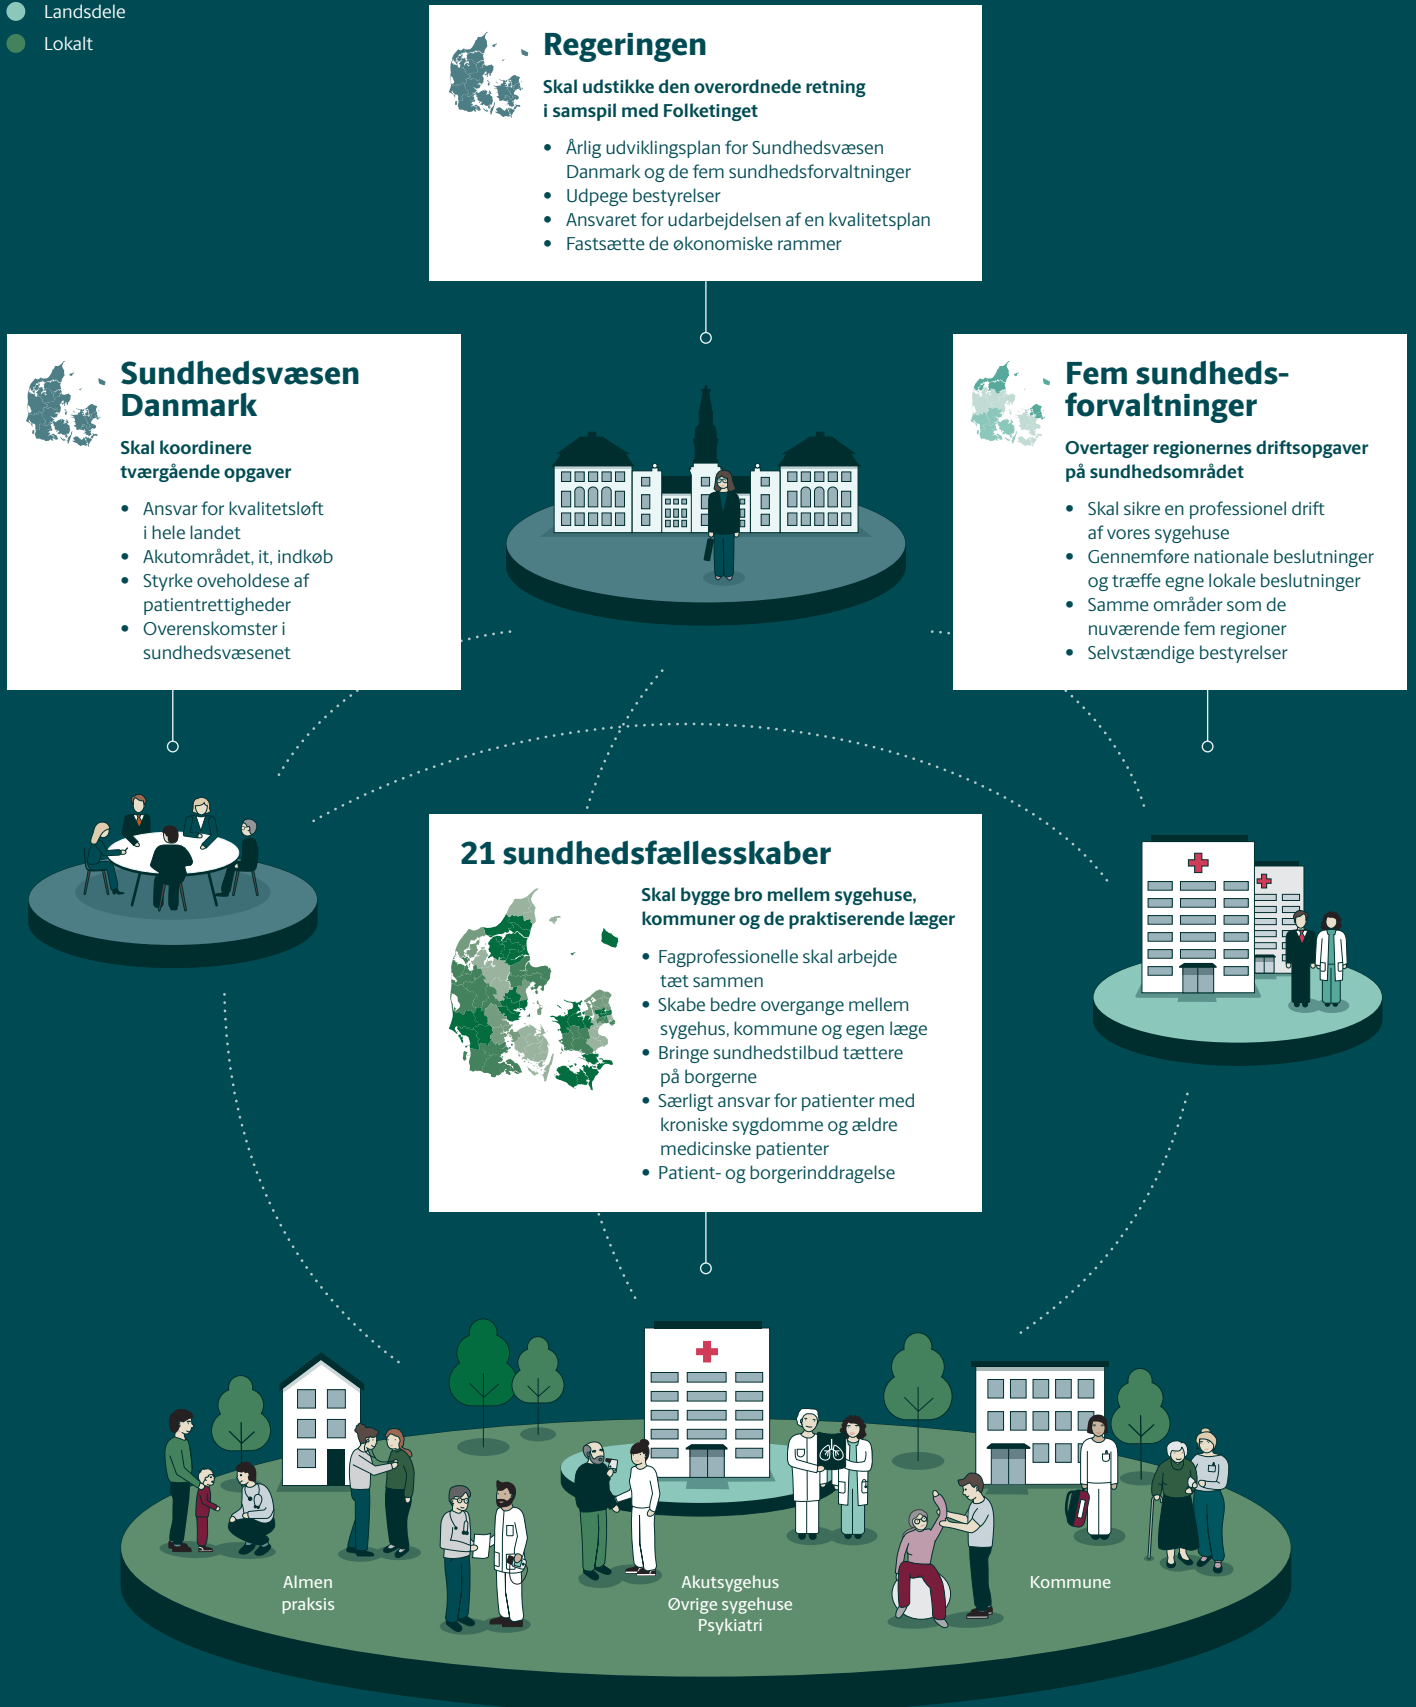 Landsdele
Lokalt
Regeringen
Skal udstikke den overordnede retning
i samspil med Folketinget
• Årlig udviklingsplan for Sundhedsvæsen
Danmark og de fem sundhedsforvaltninger
• Udpege bestyrelser
• Ansvaret for udarbejdelsen af en kvalitetsplan
• Fastsætte de økonomiske rammer
Sundhedsvæsen
Danmark
Skal koordinere
tværgående opgaver
• Ansvar for kvalitetsløft
i hele landet
• Akutområdet, it, indkøb
• Styrke oveholdese af
patientrettigheder
• Overenskomster i
sundhedsvæsenet
Fem sundheds-
forvaltninger
Overtager regionernes driftsopgaver
på sundhedsområdet
• Skal sikre en professionel drift
af vores sygehuse
• Gennemføre nationale beslutninger
og træffe egne lokale beslutninger
• Samme områder som de
nuværende fem regioner
• Selvstændige bestyrelser
21 sundhedsfællesskaber
Skal bygge bro mellem sygehuse,
kommuner og de praktiserende læger
• Fagprofessionelle skal arbejde
tæt sammen
• Skabe bedre overgange mellem
sygehus, kommune og egen læge
• Bringe sundhedstilbud tættere
på borgerne
• Særligt ansvar for patienter med
kroniske sygdomme og ældre
medicinske patienter
• Patient- og borgerinddragelse
Almen
praksis
Akutsygehus
Øvrige sygehuse
Psykiatri
Kommune